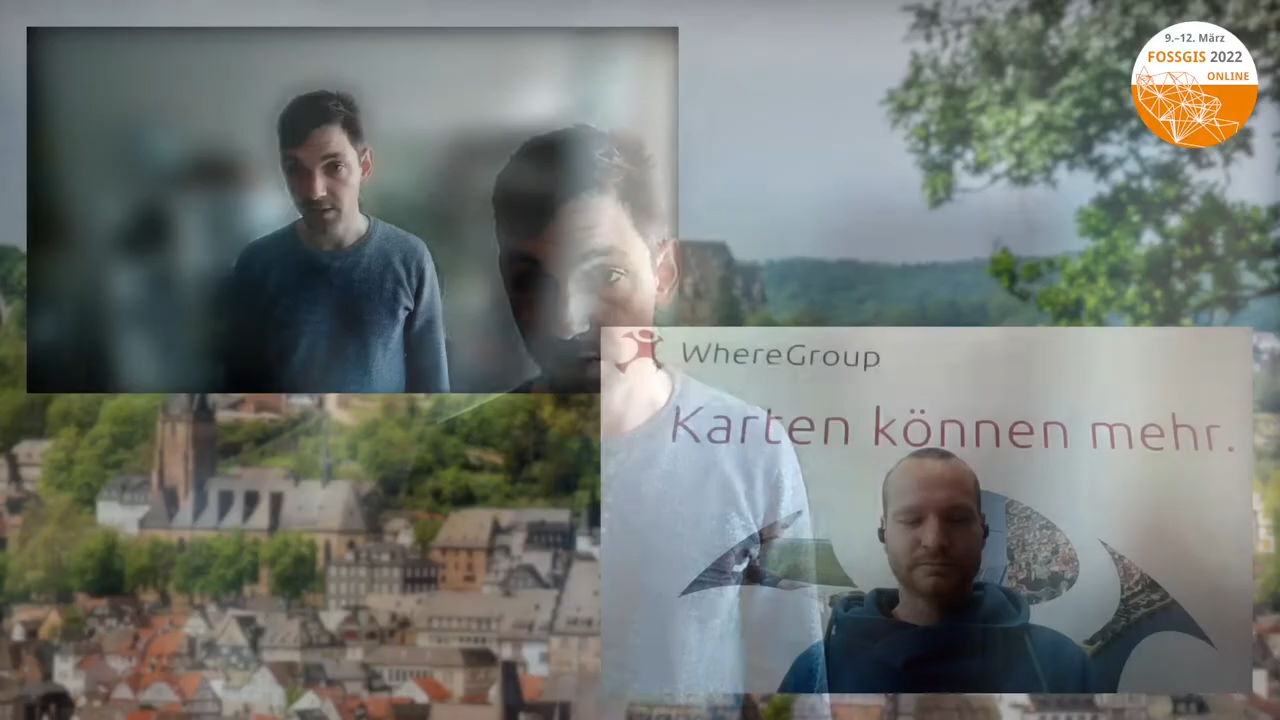 9.–12. März
FOSSGIS 2022
ONLINE
WhereGroup
Karten können mehr.